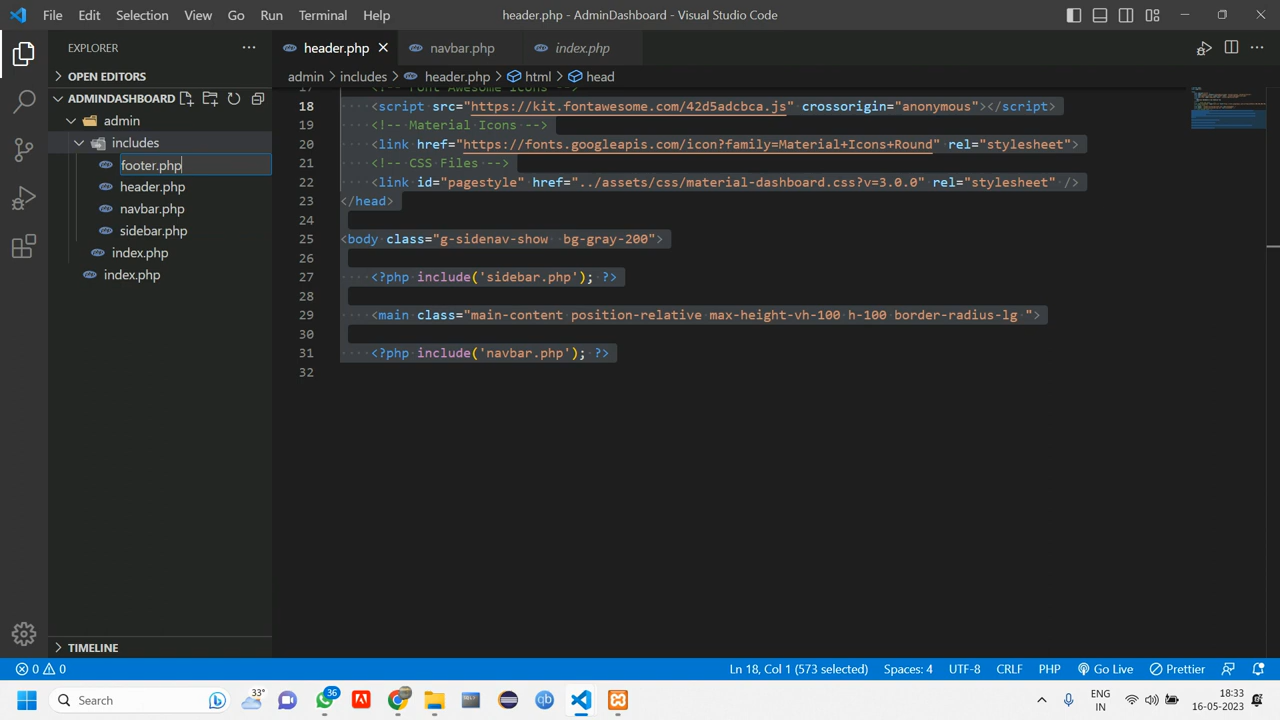 File Edit Selection View Go Run Terminal Help header.php - AdminDashboard - Visual Studio Code
EXPLORER
OPEN EDITORS
ADMINDASHBOARD
admin
includes
footer.php
header.php
navbar.php
sidebar.php
index.php
index.php
TIMELINE
header.php navbar.php index.php
admin > includes > header.php > html > head
18 <script src="https://kit.fontawesome.com/42d5adcbca.js" crossorigin="anonymous"></script>
19 <!-- Material Icons -->
20 <link href="https://fonts.googleapis.com/icon?family=Material+Icons+Round" rel="stylesheet">
21 <!-- CSS Files -->
22 <link id="pagestyle" href="../assets/css/material-dashboard.css?v=3.0.0" rel="stylesheet" />
23 </head>
24
25 <body class="g-sidenav-show  bg-gray-200">
26
27 <?php include('sidebar.php'); ?>
28
29 <main class="main-content position-relative max-height-vh-100 h-100 border-radius-lg ">
30
31 <?php include('navbar.php'); ?>
32
0 0 Ln 18, Col 1 (573 selected) Spaces: 4 UTF-8 CRLF PHP Go Live Prettier
Search 33° 36 ENG IN 18:33 16-05-2023